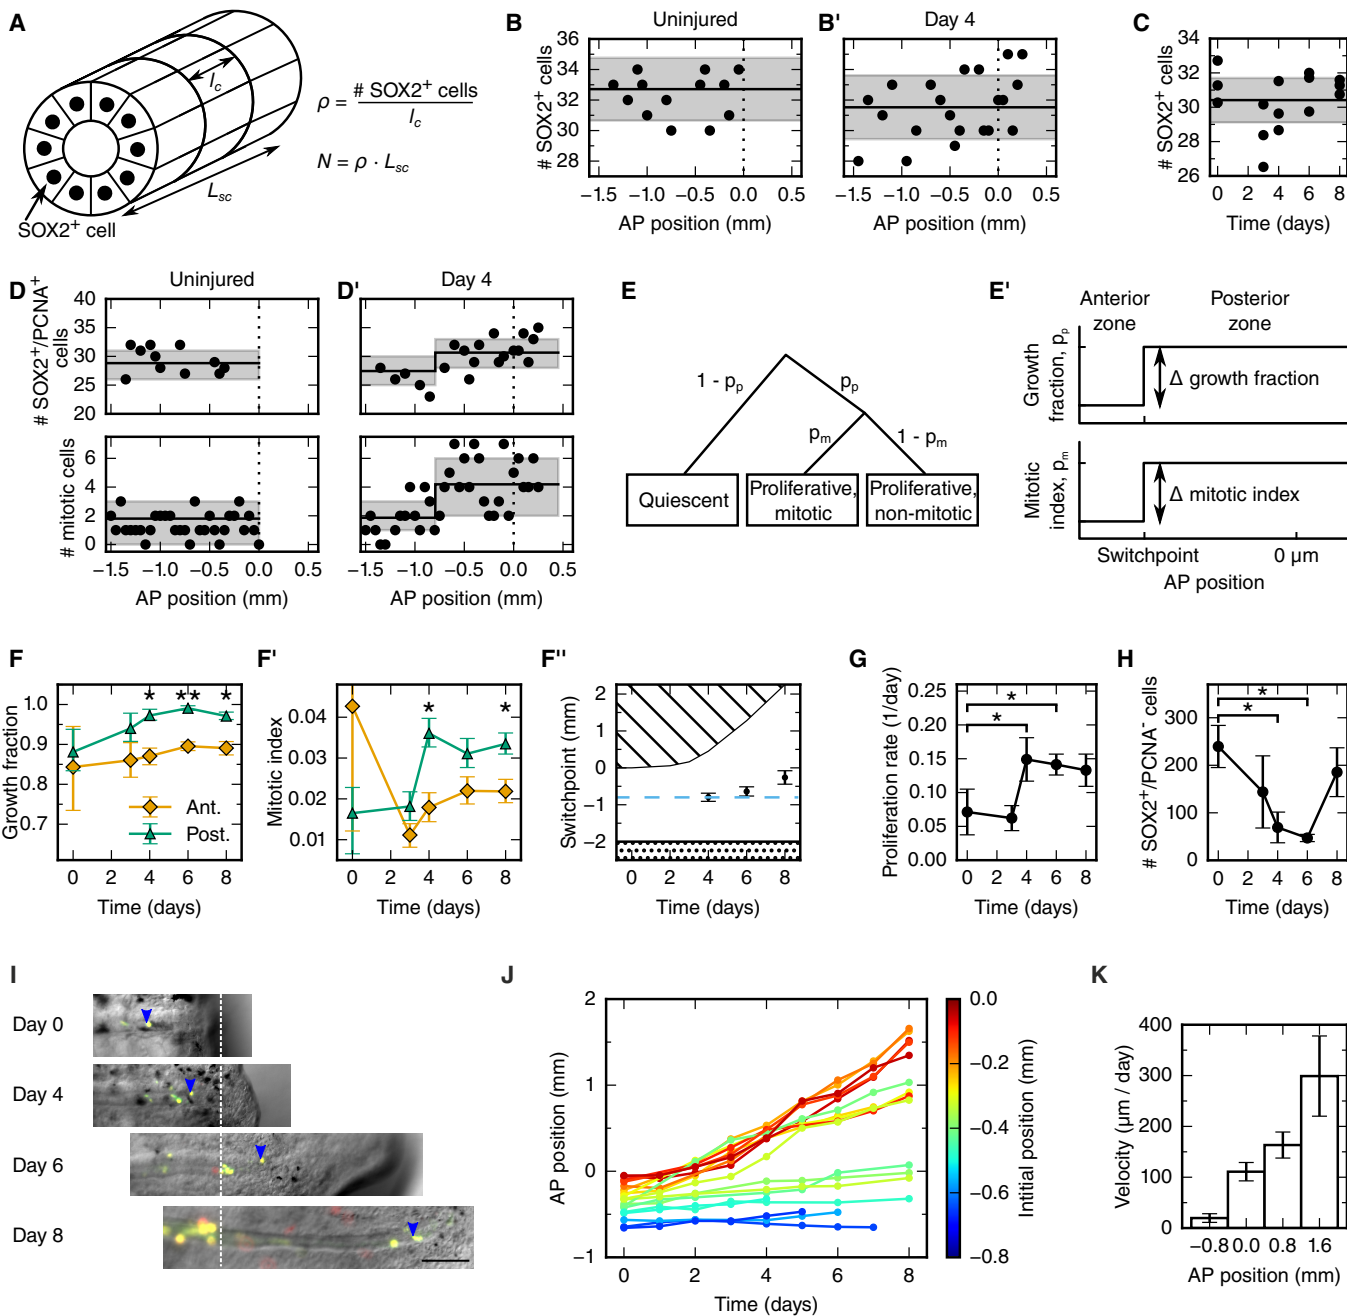 A
l_c
ρ = # SOX2⁺ cells / l_c
N = ρ · L_sc
L_sc
SOX2⁺ cell
B
Uninjured
# SOX2⁺ cells
36
34
32
30
28
−1.5 −1.0 −0.5 0.0 0.5
AP position (mm)
B'
Day 4
−1.5 −1.0 −0.5 0.0 0.5
AP position (mm)
C
# SOX2⁺ cells
34
32
30
28
26
0 2 4 6 8
Time (days)
D
Uninjured
# SOX2⁺/PCNA⁺
cells
40
35
30
25
20
# mitotic cells
6
4
2
0
−1.5 −1.0 −0.5 0.0 0.5
AP position (mm)
D'
Day 4
−1.5 −1.0 −0.5 0.0 0.5
AP position (mm)
E
1 - p_p
p_p
p_m
1 - p_m
Quiescent
Proliferative,
mitotic
Proliferative,
non-mitotic
E'
Anterior
zone
Posterior
zone
Growth
fraction, p_p
Δ growth fraction
Mitotic
index, p_m
Δ mitotic index
Switchpoint
0 μm
AP position
F
Growth fraction
1.0
0.9
0.8
0.7
* ** *
Ant.
Post.
0 2 4 6 8
Time (days)
F'
Mitotic index
0.04
0.03
0.02
0.01
* *
0 2 4 6 8
Time (days)
F''
Switchpoint (mm)
2
1
0
−1
−2
0 2 4 6 8
Time (days)
G
Proliferation rate (1/day)
0.25
0.20
0.15
0.10
0.05
0.00
*
*
0 2 4 6 8
Time (days)
H
# SOX2⁺/PCNA⁻ cells
300
200
100
0
*
*
0 2 4 6 8
Time (days)
I
Day 0
Day 4
Day 6
Day 8
J
AP position (mm)
2
1
0
−1
0 2 4 6 8
Time (days)
0.0
−0.2
−0.4
−0.6
−0.8
Intitial position (mm)
K
Velocity (μm / day)
400
300
200
100
0
−0.8 0.0 0.8 1.6
AP position (mm)